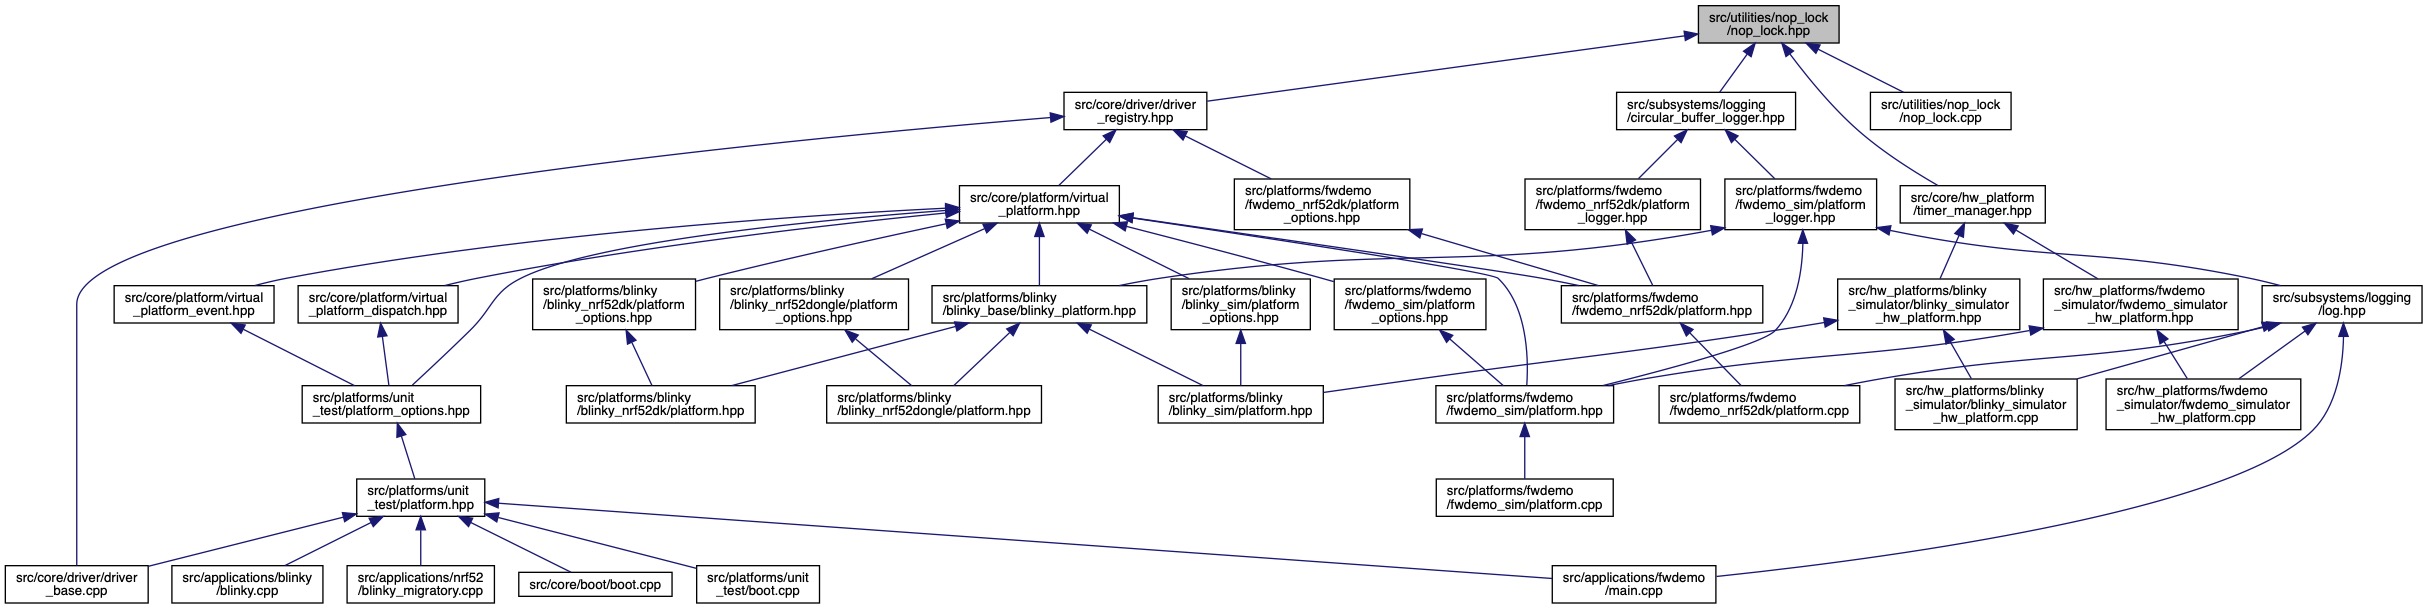 src/utilities/nop_lock
/nop_lock.hpp
src/core/driver/driver
_registry.hpp
src/subsystems/logging
/circular_buffer_logger.hpp
src/utilities/nop_lock
/nop_lock.cpp
src/core/platform/virtual
_platform.hpp
src/platforms/fwdemo
/fwdemo_nrf52dk/platform
_options.hpp
src/platforms/fwdemo
/fwdemo_nrf52dk/platform
_logger.hpp
src/platforms/fwdemo
/fwdemo_sim/platform
_logger.hpp
src/core/hw_platform
/timer_manager.hpp
src/core/platform/virtual
_platform_event.hpp
src/core/platform/virtual
_platform_dispatch.hpp
src/platforms/blinky
/blinky_nrf52dk/platform
_options.hpp
src/platforms/blinky
/blinky_nrf52dongle/platform
_options.hpp
src/platforms/blinky
/blinky_base/blinky_platform.hpp
src/platforms/blinky
/blinky_sim/platform
_options.hpp
src/platforms/fwdemo
/fwdemo_sim/platform
_options.hpp
src/platforms/fwdemo
/fwdemo_nrf52dk/platform.hpp
src/hw_platforms/blinky
_simulator/blinky_simulator
_hw_platform.hpp
src/hw_platforms/fwdemo
_simulator/fwdemo_simulator
_hw_platform.hpp
src/subsystems/logging
/log.hpp
src/platforms/unit
_test/platform_options.hpp
src/platforms/blinky
/blinky_nrf52dk/platform.hpp
src/platforms/blinky
/blinky_nrf52dongle/platform.hpp
src/platforms/blinky
/blinky_sim/platform.hpp
src/platforms/fwdemo
/fwdemo_sim/platform.hpp
src/platforms/fwdemo
/fwdemo_nrf52dk/platform.cpp
src/hw_platforms/blinky
_simulator/blinky_simulator
_hw_platform.cpp
src/hw_platforms/fwdemo
_simulator/fwdemo_simulator
_hw_platform.cpp
src/platforms/unit
_test/platform.hpp
src/platforms/fwdemo
/fwdemo_sim/platform.cpp
src/core/driver/driver
_base.cpp
src/applications/blinky
/blinky.cpp
src/applications/nrf52
/blinky_migratory.cpp
src/core/boot/boot.cpp
src/platforms/unit
_test/boot.cpp
src/applications/fwdemo
/main.cpp